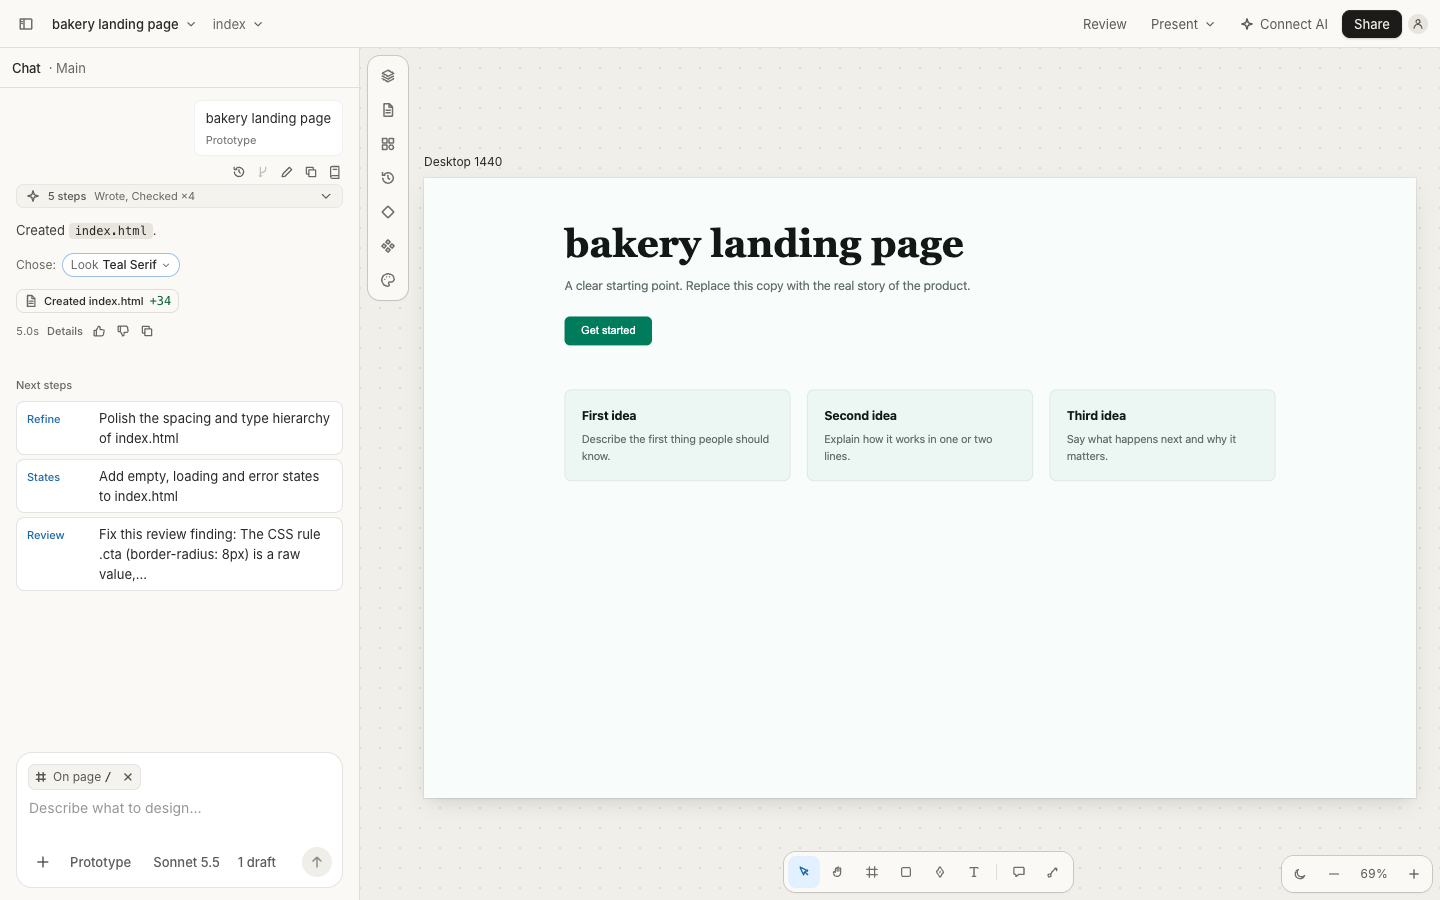 bakery landing page
index
Review
Present
Connect AI
Share
Chat · Main
bakery landing page
Prototype
5 steps Wrote, Checked ×4
Created index.html.
Chose: Look Teal Serif
Created index.html +34
5.0s Details
Next steps
Refine
Polish the spacing and type hierarchy
of index.html
States
Add empty, loading and error states
to index.html
Review
Fix this review finding: The CSS rule
.cta (border-radius: 8px) is a raw
value,...
On page /
Describe what to design...
Prototype
Sonnet 5.5
1 draft
Desktop 1440
bakery landing page
A clear starting point. Replace this copy with the real story of the product.
Get started
First idea
Describe the first thing people should
know.
Second idea
Explain how it works in one or two
lines.
Third idea
Say what happens next and why it
matters.
69%